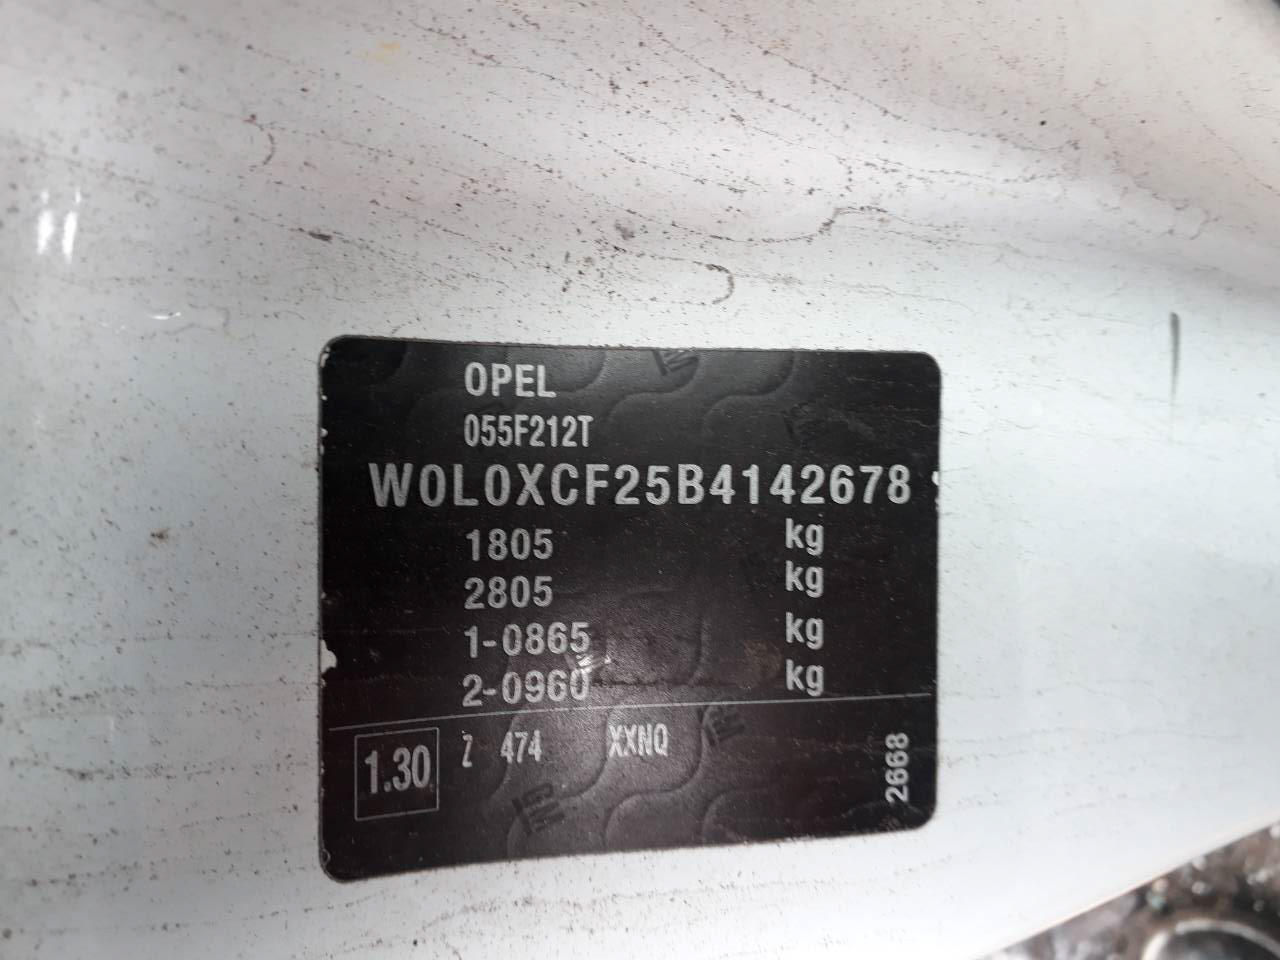 OPEL
055F212T
W0L0XCF25B4142678
1805 kg
2805 kg
1-0865 kg
2-0960 kg
1.30 Z 474 XXNQ
2668